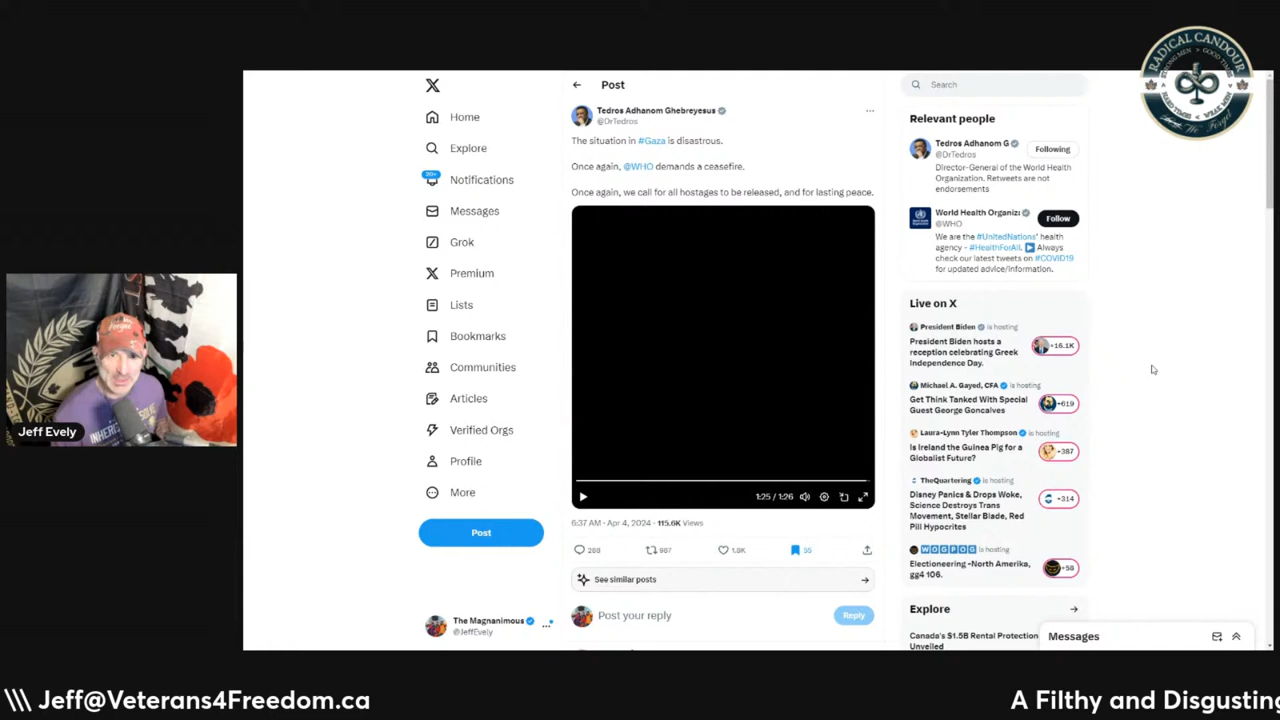 RADICAL CANDOUR
Post
Search
Tedros Adhanom Ghebreyesus
@DrTedros
The situation in #Gaza is disastrous.
Once again, @WHO demands a ceasefire.
Once again, we call for all hostages to be released, and for lasting peace.
1:25 / 1:26
6:37 AM · Apr 4, 2024 · 115.6K Views
288
987
1.8K
55
See similar posts
Post your reply
Reply
Home
Explore
20+
Notifications
Messages
Grok
Premium
Lists
Bookmarks
Communities
Articles
Verified Orgs
Profile
More
Post
The Magnanimous
@JeffEvely
Relevant people
Tedros Adhanom G
@DrTedros
Following
Director-General of the World Health
Organization. Retweets are not
endorsements
World Health Organiz
@WHO
Follow
We are the #UnitedNations' health
agency - #HealthForAll. Always
check our latest tweets on #COVID19
for updated advice/information.
Live on X
President Biden is hosting
President Biden hosts a
reception celebrating Greek
Independence Day.
+16.1K
Michael A. Gayed, CFA is hosting
Get Think Tanked With Special
Guest George Goncalves
+619
Laura-Lynn Tyler Thompson is hosting
Is Ireland the Guinea Pig for a
Globalist Future?
+387
TheQuartering is hosting
Disney Panics & Drops Woke,
Science Destroys Trans
Movement, Stellar Blade, Red
Pill Hypocrites
+314
WOGPOG is hosting
Electioneering -North Amerika,
gg4 106.
+58
Explore
Canada's $1.5B Rental Protection
Unveiled
Messages
Jeff Evely
\\\ Jeff@Veterans4Freedom.ca
A Filthy and Disgusting